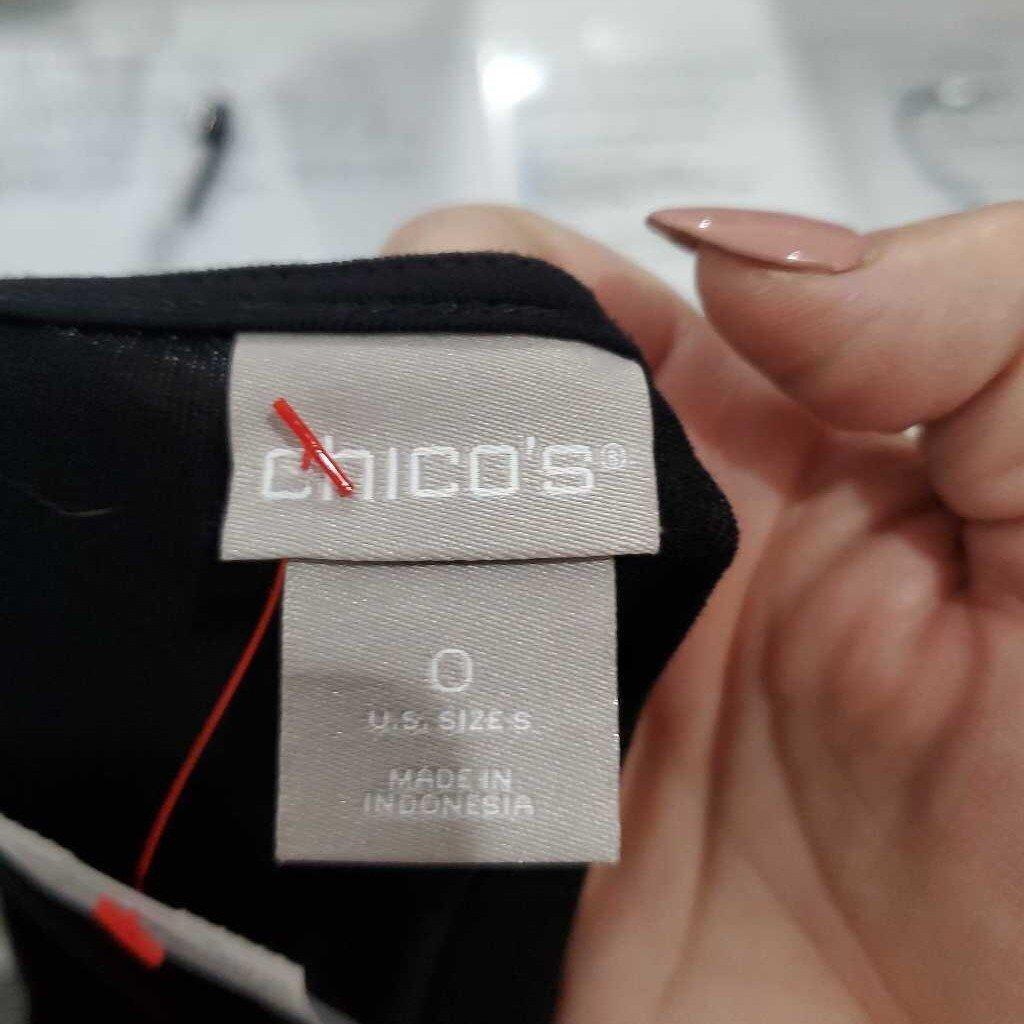 chico's®
0
U.S. SIZE S
MADE IN
INDONESIA